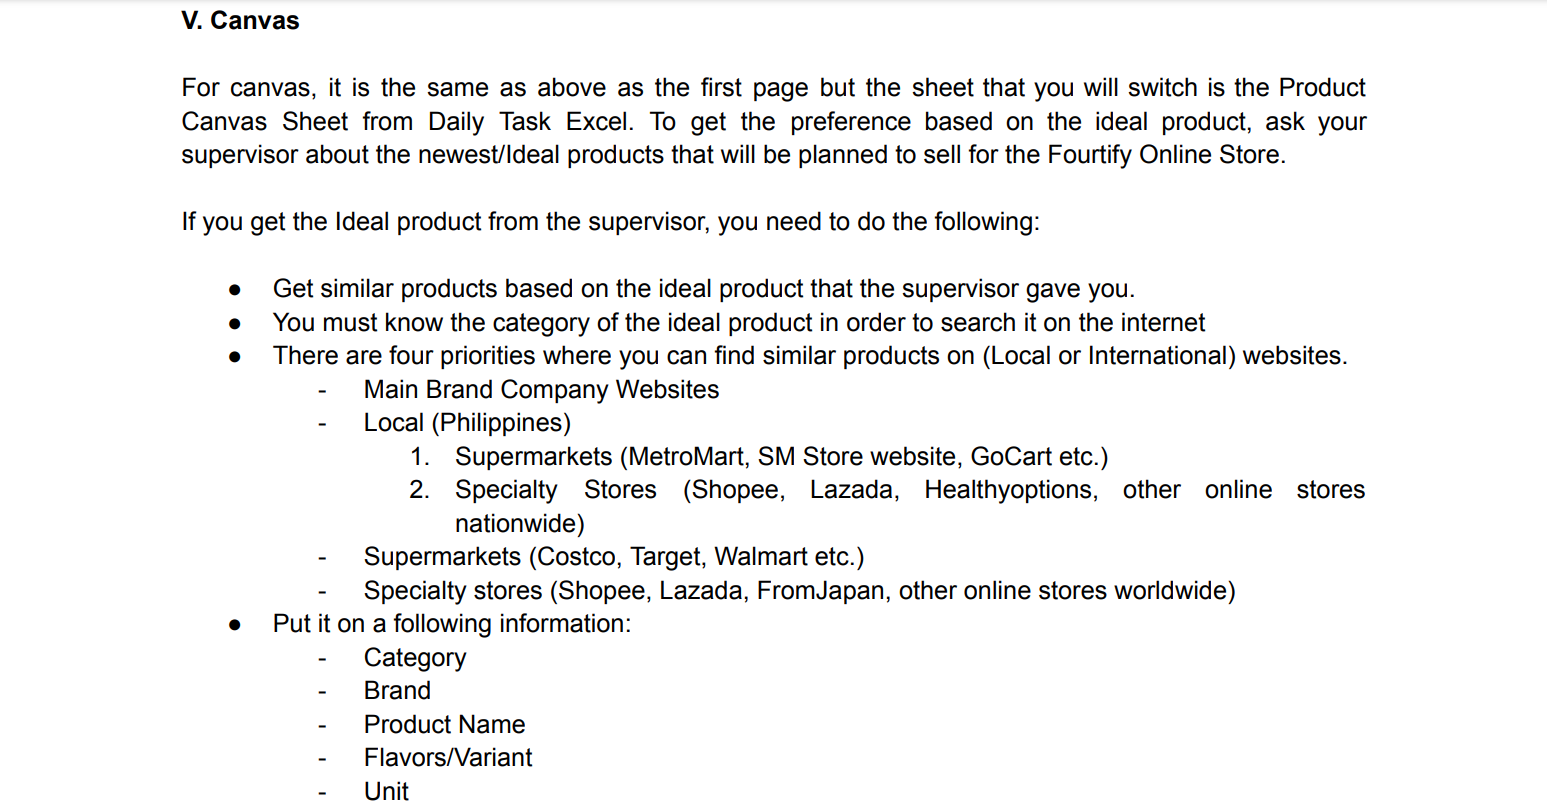 V. Canvas
For canvas, it is the same as above as the first page but the sheet that you will switch is the Product
Canvas Sheet from Daily Task Excel. To get the preference based on the ideal product, ask your
supervisor about the newest/Ideal products that will be planned to sell for the Fourtify Online Store.
If you get the Ideal product from the supervisor, you need to do the following:
● Get similar products based on the ideal product that the supervisor gave you.
● You must know the category of the ideal product in order to search it on the internet
● There are four priorities where you can find similar products on (Local or International) websites.
- Main Brand Company Websites
- Local (Philippines)
1. Supermarkets (MetroMart, SM Store website, GoCart etc.)
2. Specialty Stores (Shopee, Lazada, Healthyoptions, other online stores
nationwide)
- Supermarkets (Costco, Target, Walmart etc.)
- Specialty stores (Shopee, Lazada, FromJapan, other online stores worldwide)
● Put it on a following information:
- Category
- Brand
- Product Name
- Flavors/Variant
- Unit